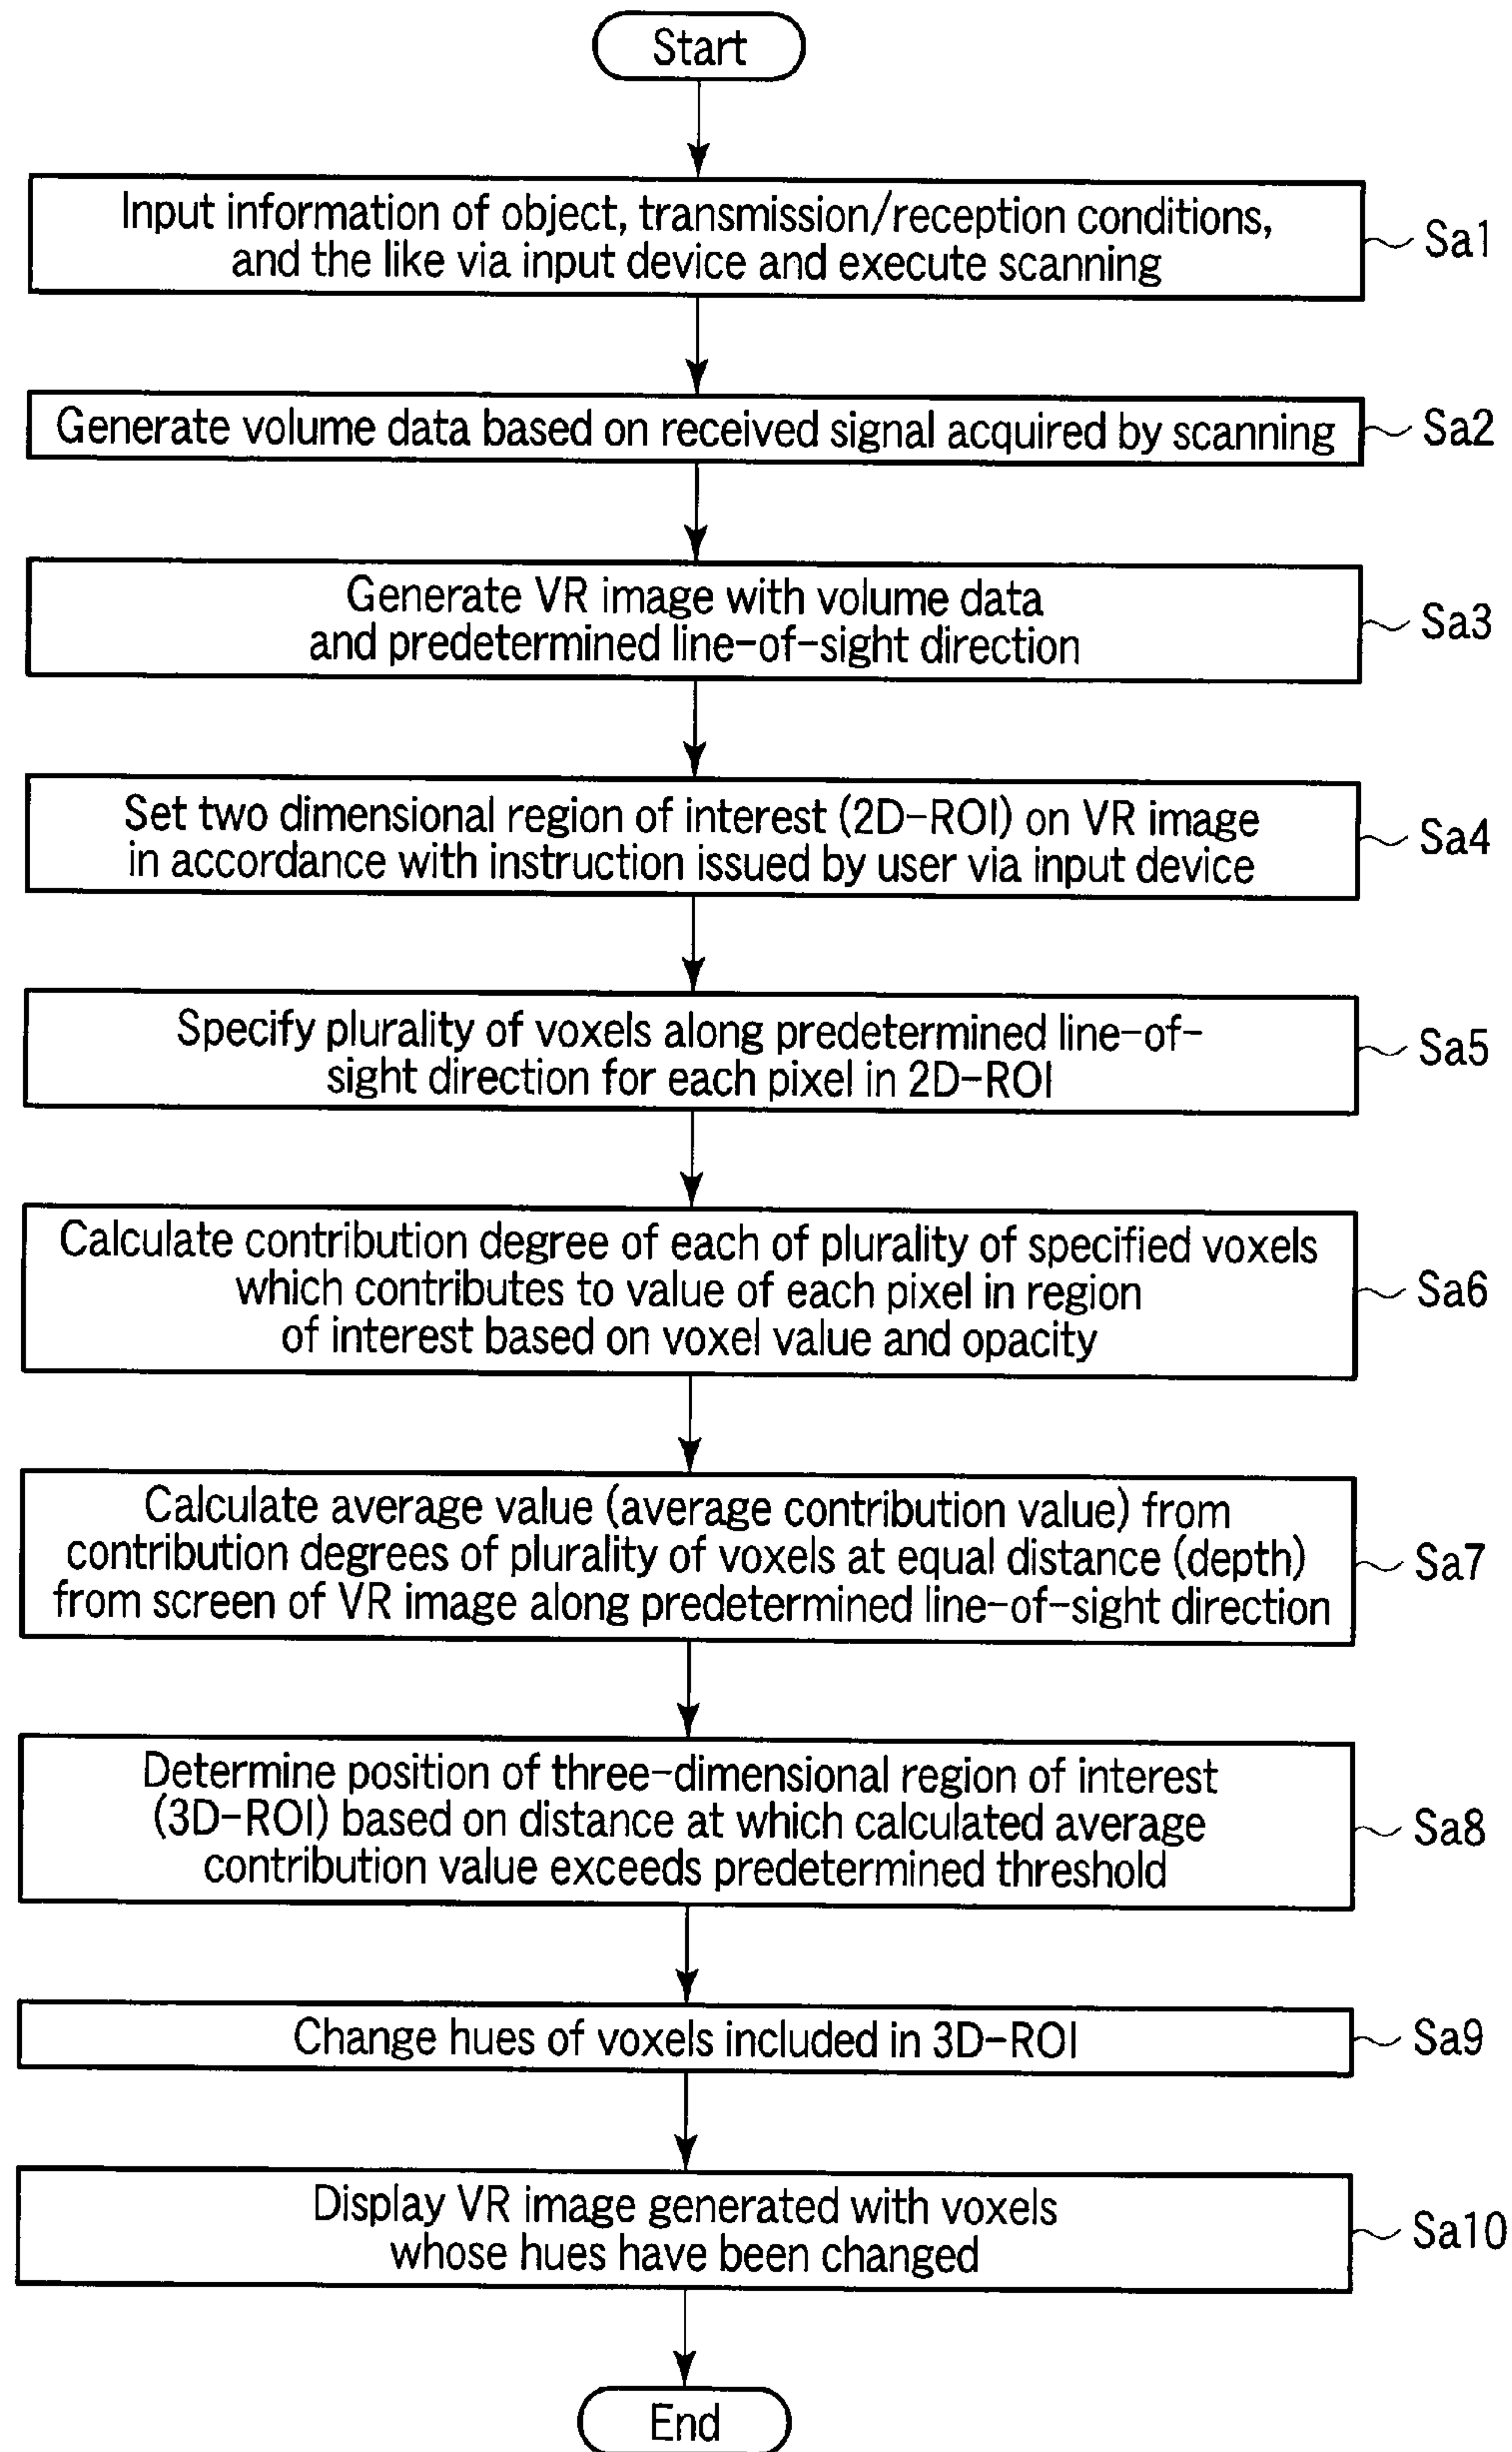 Start
Input information of object, transmission/reception conditions,
and the like via input device and execute scanning
Sa1
Generate volume data based on received signal acquired by scanning
Sa2
Generate VR image with volume data
and predetermined line-of-sight direction
Sa3
Set two dimensional region of interest (2D-ROI) on VR image
in accordance with instruction issued by user via input device
Sa4
Specify plurality of voxels along predetermined line-of-
sight direction for each pixel in 2D-ROI
Sa5
Calculate contribution degree of each of plurality of specified voxels
which contributes to value of each pixel in region
of interest based on voxel value and opacity
Sa6
Calculate average value (average contribution value) from
contribution degrees of plurality of voxels at equal distance (depth)
from screen of VR image along predetermined line-of-sight direction
Sa7
Determine position of three-dimensional region of interest
(3D-ROI) based on distance at which calculated average
contribution value exceeds predetermined threshold
Sa8
Change hues of voxels included in 3D-ROI
Sa9
Display VR image generated with voxels
whose hues have been changed
Sa10
End